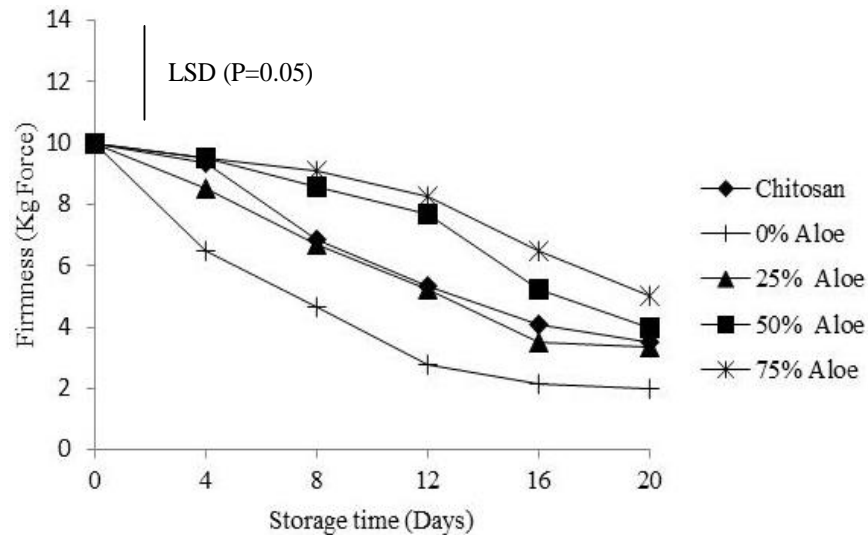 14
12
10
8
6
4
2
0
LSD (P=0.05)
Firmness (Kg Force)
0 4 8 12 16 20
Storage time (Days)
Chitosan
0% Aloe
25% Aloe
50% Aloe
75% Aloe